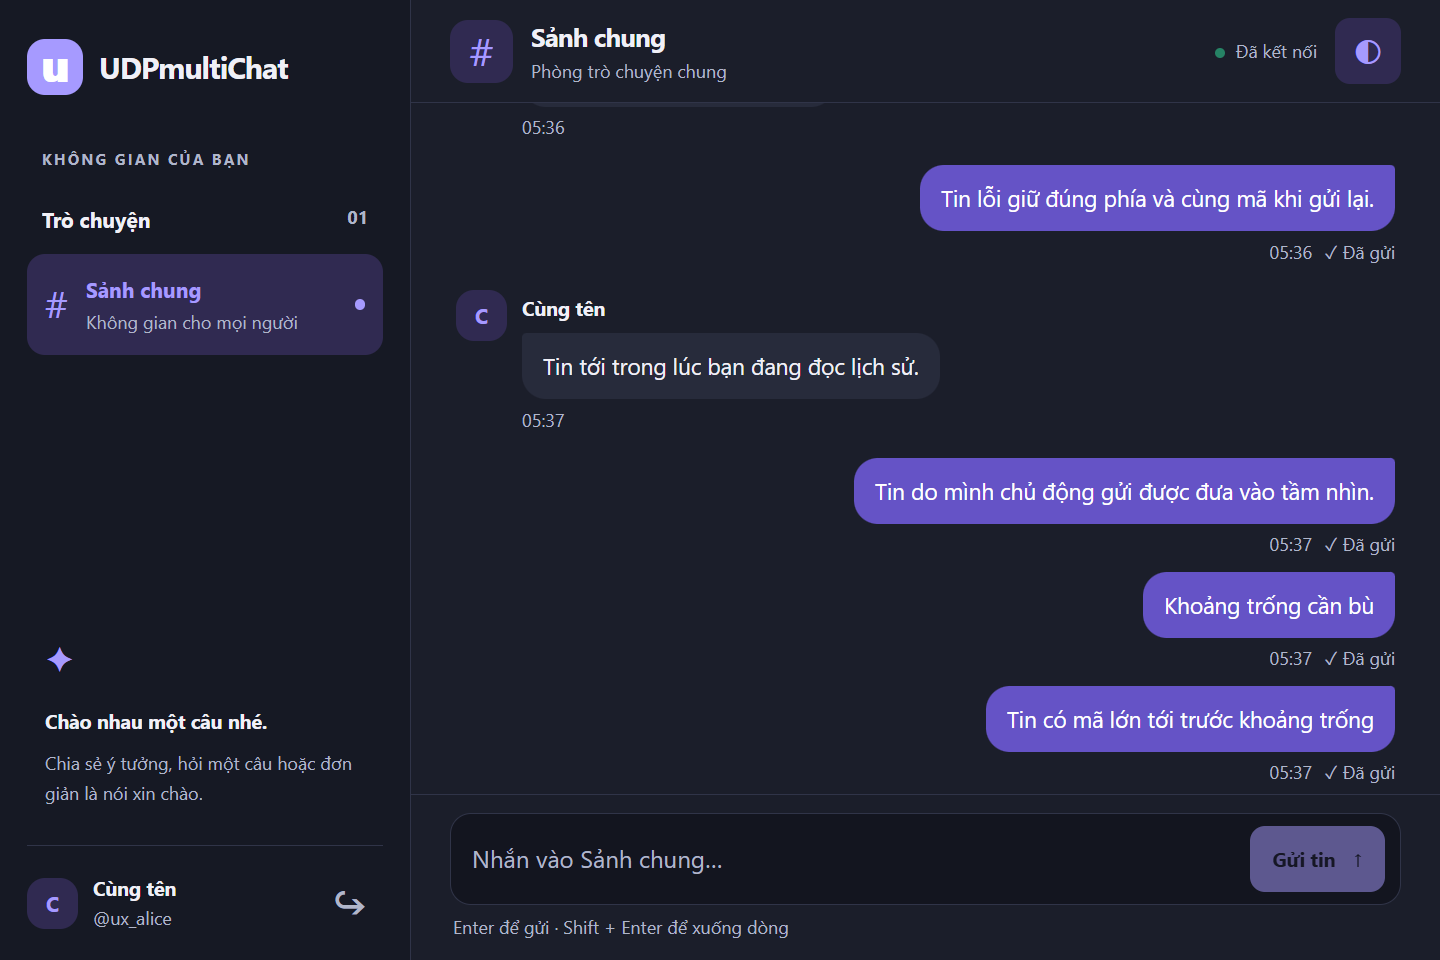 u
UDPmultiChat
KHÔNG GIAN CỦA BẠN
Trò chuyện 01
# Sảnh chung
Không gian cho mọi người
Chào nhau một câu nhé.
Chia sẻ ý tưởng, hỏi một câu hoặc đơn
giản là nói xin chào.
C
Cùng tên
@ux_alice
# Sảnh chung
Phòng trò chuyện chung
Đã kết nối
05:36
Tin lỗi giữ đúng phía và cùng mã khi gửi lại.
05:36 ✓ Đã gửi
C
Cùng tên
Tin tới trong lúc bạn đang đọc lịch sử.
05:37
Tin do mình chủ động gửi được đưa vào tầm nhìn.
05:37 ✓ Đã gửi
Khoảng trống cần bù
05:37 ✓ Đã gửi
Tin có mã lớn tới trước khoảng trống
05:37 ✓ Đã gửi
Nhắn vào Sảnh chung...
Gửi tin ↑
Enter để gửi · Shift + Enter để xuống dòng